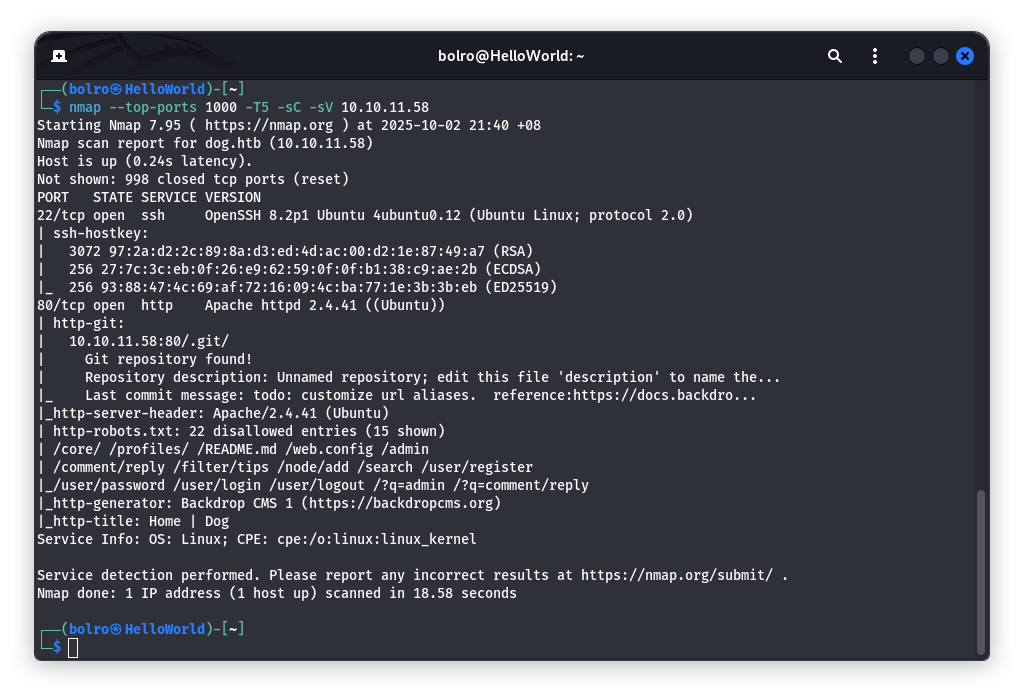 bolro@HelloWorld: ~
┌──(bolro㉿HelloWorld)-[~]
└─$ nmap --top-ports 1000 -T5 -sC -sV 10.10.11.58
Starting Nmap 7.95 ( https://nmap.org ) at 2025-10-02 21:40 +08
Nmap scan report for dog.htb (10.10.11.58)
Host is up (0.24s latency).
Not shown: 998 closed tcp ports (reset)
PORT   STATE SERVICE VERSION
22/tcp open  ssh     OpenSSH 8.2p1 Ubuntu 4ubuntu0.12 (Ubuntu Linux; protocol 2.0)
| ssh-hostkey:
|   3072 97:2a:d2:2c:89:8a:d3:ed:4d:ac:00:d2:1e:87:49:a7 (RSA)
|   256 27:7c:3c:eb:0f:26:e9:62:59:0f:0f:b1:38:c9:ae:2b (ECDSA)
|_  256 93:88:47:4c:69:af:72:16:09:4c:ba:77:1e:3b:3b:eb (ED25519)
80/tcp open  http    Apache httpd 2.4.41 ((Ubuntu))
| http-git:
|   10.10.11.58:80/.git/
|     Git repository found!
|     Repository description: Unnamed repository; edit this file 'description' to name the...
|_    Last commit message: todo: customize url aliases.  reference:https://docs.backdro...
|_http-server-header: Apache/2.4.41 (Ubuntu)
| http-robots.txt: 22 disallowed entries (15 shown)
| /core/ /profiles/ /README.md /web.config /admin
| /comment/reply /filter/tips /node/add /search /user/register
|_/user/password /user/login /user/logout /?q=admin /?q=comment/reply
|_http-generator: Backdrop CMS 1 (https://backdropcms.org)
|_http-title: Home | Dog
Service Info: OS: Linux; CPE: cpe:/o:linux:linux_kernel
Service detection performed. Please report any incorrect results at https://nmap.org/submit/ .
Nmap done: 1 IP address (1 host up) scanned in 18.58 seconds
┌──(bolro㉿HelloWorld)-[~]
└─$